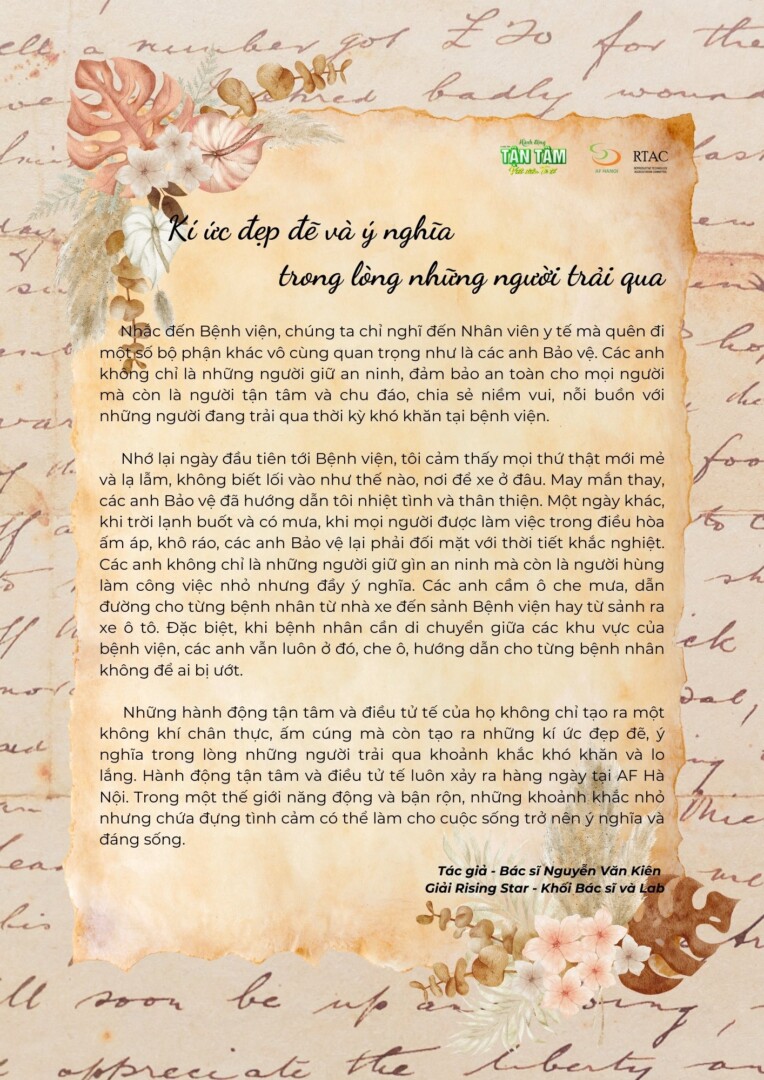 ell a number got £20 for the
badly wound
Hành động
TẬN TÂM
AF HANOI
RTAC
Kí ức đẹp đẽ và ý nghĩa
trong lòng những người trải qua
Nhắc đến Bệnh viện, chúng ta chỉ nghĩ đến Nhân viên y tế mà quên đi
một số bộ phận khác vô cùng quan trọng như là các anh Bảo vệ. Các anh
không chỉ là những người giữ an ninh, đảm bảo an toàn cho mọi người
mà còn là người tận tâm và chu đáo, chia sẻ niềm vui, nỗi buồn với
những người đang trải qua thời kỳ khó khăn tại bệnh viện.
Nhớ lại ngày đầu tiên tới Bệnh viện, tôi cảm thấy mọi thứ thật mới mẻ
và lạ lẫm, không biết lối vào như thế nào, nơi để xe ở đâu. May mắn thay,
các anh Bảo vệ đã hướng dẫn tôi nhiệt tình và thân thiện. Một ngày khác,
khi trời lạnh buốt và có mưa, khi mọi người được làm việc trong điều hòa
ấm áp, khô ráo, các anh Bảo vệ lại phải đối mặt với thời tiết khắc nghiệt.
Các anh không chỉ là những người giữ gìn an ninh mà còn là người hùng
làm công việc nhỏ nhưng đầy ý nghĩa. Các anh cầm ô che mưa, dẫn
đường cho từng bệnh nhân từ nhà xe đến sảnh Bệnh viện hay từ sảnh ra
xe ô tô. Đặc biệt, khi bệnh nhân cần di chuyển giữa các khu vực của
bệnh viện, các anh vẫn luôn ở đó, che ô, hướng dẫn cho từng bệnh nhân
không để ai bị ướt.
Những hành động tận tâm và điều tử tế của họ không chỉ tạo ra một
không khí chân thực, ấm cúng mà còn tạo ra những kí ức đẹp đẽ, ý
nghĩa trong lòng những người trải qua khoảnh khắc khó khăn và lo
lắng. Hành động tận tâm và điều tử tế luôn xảy ra hàng ngày tại AF Hà
Nội. Trong một thế giới năng động và bận rộn, những khoảnh khắc nhỏ
nhưng chứa đựng tình cảm có thể làm cho cuộc sống trở nên ý nghĩa và
đáng sống.
Tác giả - Bác sĩ Nguyễn Văn Kiên
Giải Rising Star - Khối Bác sĩ và Lab
ll soon be up
appreciate the liberty an